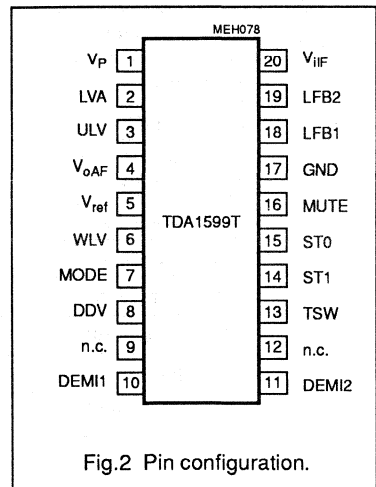 MEH078
VP 1
LVA 2
ULV 3
VoAF 4
Vref 5
WLV 6
MODE 7
DDV 8
n.c. 9
DEMI1 10
TDA1599T
20 ViIF
19 LFB2
18 LFB1
17 GND
16 MUTE
15 ST0
14 ST1
13 TSW
12 n.c.
11 DEMI2
Fig.2 Pin configuration.